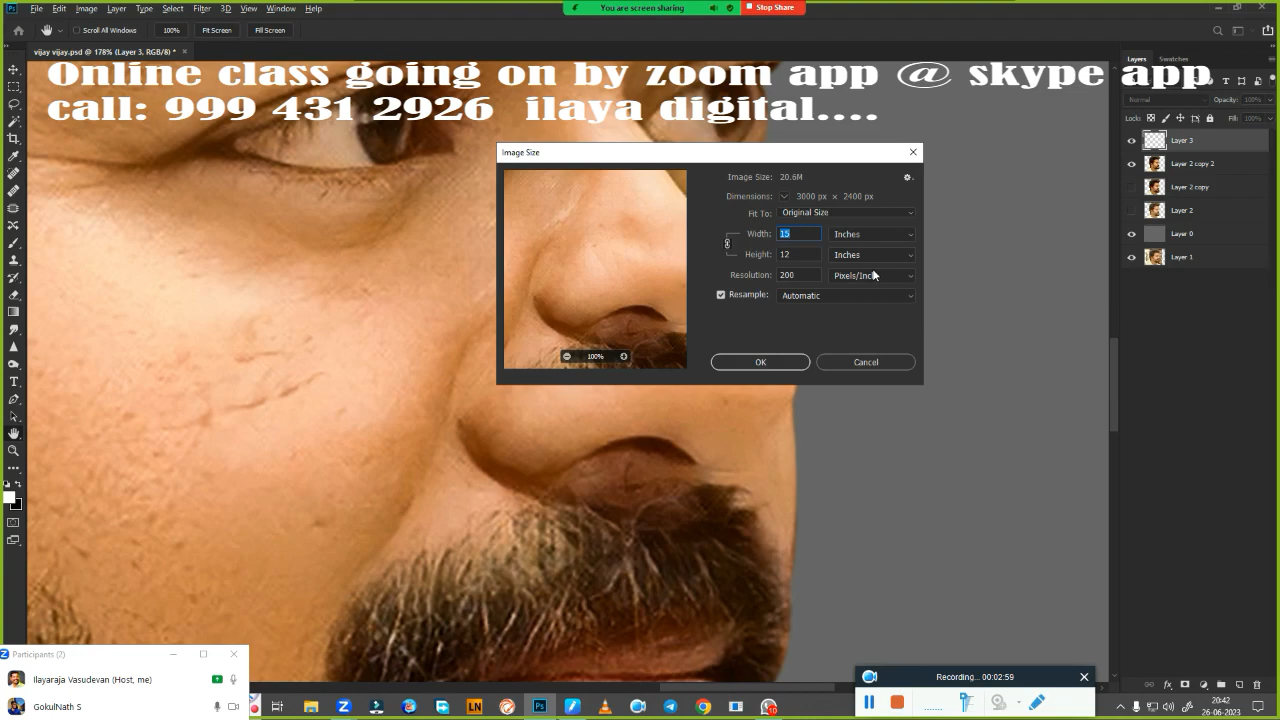 File Edit Image Layer Type Select Filter 3D View Window Help
You are screen sharing Stop Share
Scroll All Windows 100% Fit Screen Fill Screen
vijay vijay.psd @ 178% (Layer 3, RGB/8) * ×
Online class going on by zoom app @ skype app
call: 999 431 2926 ilaya digital....
Image Size
Image Size: 20.6M
Dimensions: 3000 px × 2400 px
Fit To: Original Size
Width: 15 Inches
Height: 12 Inches
Resolution: 200 Pixels/Inch
Resample: Automatic
100%
OK Cancel
Layers Swatches
Normal Opacity: 100%
Lock: Fill: 100%
Layer 3
Layer 2 copy 2
Layer 2 copy
Layer 2
Layer 0
Layer 1
Participants (2)
Ilayaraja Vasudevan (Host, me)
GokulNath S
Recording... 00:02:59
20:42
26-06-2023